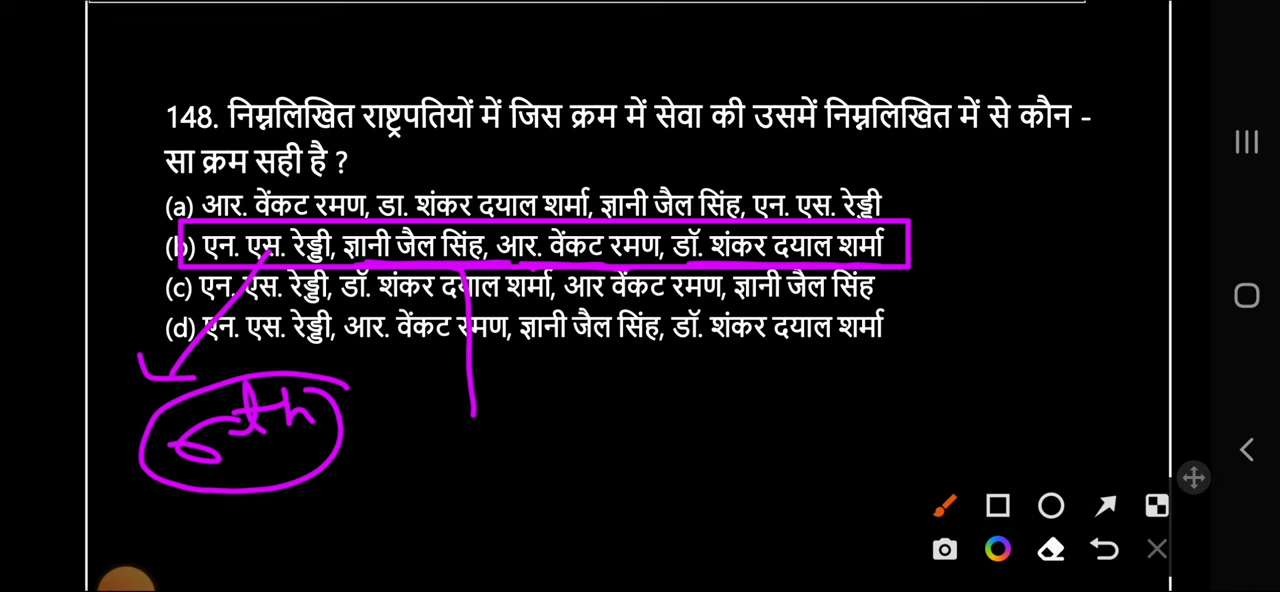 148. निम्नलिखित राष्ट्रपतियों में जिस क्रम में सेवा की उसमें निम्नलिखित में से कौन -
सा क्रम सही है ?
(a) आर. वेंकट रमण, डा. शंकर दयाल शर्मा, ज्ञानी जैल सिंह, एन. एस. रेड्डी
(b) एन. एस. रेड्डी, ज्ञानी जैल सिंह, आर. वेंकट रमण, डॉ. शंकर दयाल शर्मा
(c) एन. एस. रेड्डी, डॉ. शंकर दयाल शर्मा, आर वेंकट रमण, ज्ञानी जैल सिंह
(d) एन. एस. रेड्डी, आर. वेंकट रमण, ज्ञानी जैल सिंह, डॉ. शंकर दयाल शर्मा
6th